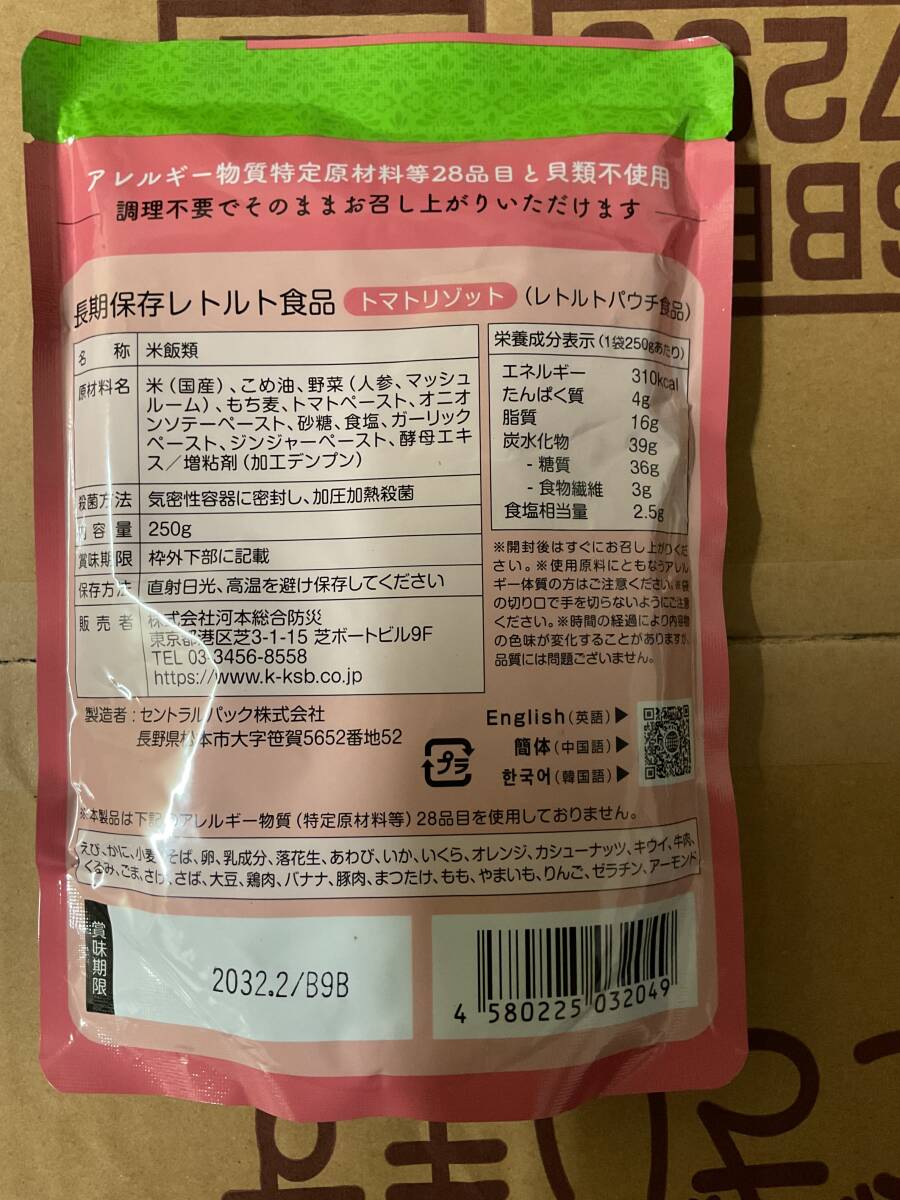 アレルギー物質特定原材料等28品目と貝類不使用
調理不要でそのままお召し上がりいただけます
長期保存レトルト食品 トマトリゾット (レトルトパウチ食品)
名称 米飯類
原材料名 米(国産)、こめ油、野菜(人参、マッシュ
ルーム)、もち麦、トマトペースト、オニオ
ンソテーペースト、砂糖、食塩、ガーリック
ペースト、ジンジャーペースト、酵母エキ
ス/増粘剤(加工デンプン)
殺菌方法 気密性容器に密封し、加圧加熱殺菌
内容量 250g
賞味期限 枠外下部に記載
保存方法 直射日光、高温を避け保存してください
販売者 株式会社河本総合防災
東京都港区芝3-1-15 芝ボートビル9F
TEL 03-3456-8558
https://www.k-ksb.co.jp
栄養成分表示(1袋250gあたり)
エネルギー 310kcal
たんぱく質 4g
脂質 16g
炭水化物 39g
- 糖質 36g
- 食物繊維 3g
食塩相当量 2.5g
※開封後はすぐにお召し上がりくだ
さい。※使用原料にともなうアレル
ギー体質の方はご注意ください。※袋
の切り口で手を切らないようにご注意
ください。※時間の経過により内容物
の色味が変化することがありますが、
品質には問題ございません。
製造者:セントラルパック株式会社
長野県松本市大字笹賀5652番地52
プラ
English(英語)▶
簡体(中国語)▶
한국어(韓国語)▶
※本製品は下記のアレルギー物質(特定原材料等)28品目を使用しておりません。
えび、かに、小麦、そば、卵、乳成分、落花生、あわび、いか、いくら、オレンジ、カシューナッツ、キウイ、牛肉、
くるみ、ごま、さけ、さば、大豆、鶏肉、バナナ、豚肉、まつたけ、もも、やまいも、りんご、ゼラチン、アーモンド
賞味期限
2032.2/B9B
4 580225 032049